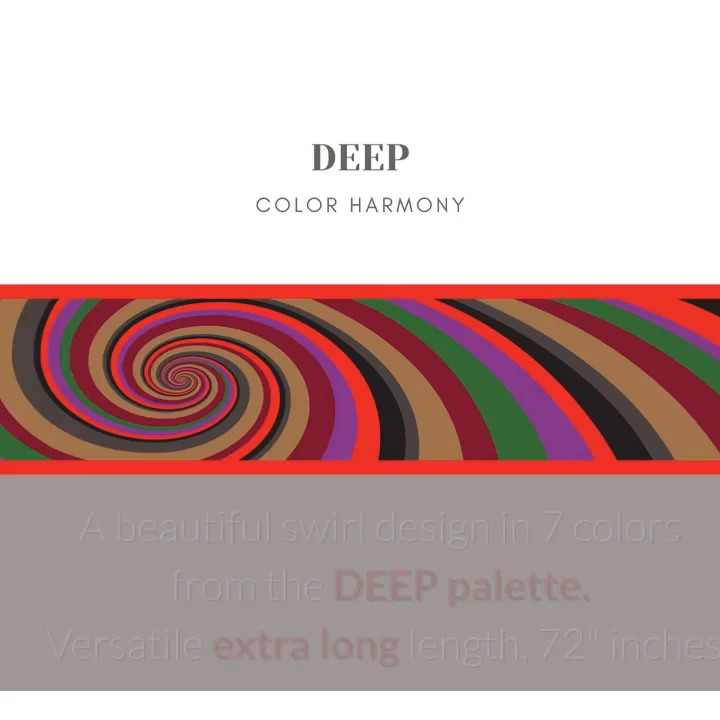 DEEP
COLOR HARMONY
A beautiful swirl design in 7 colors
from the DEEP palette.
Versatile extra long length, 72" inches